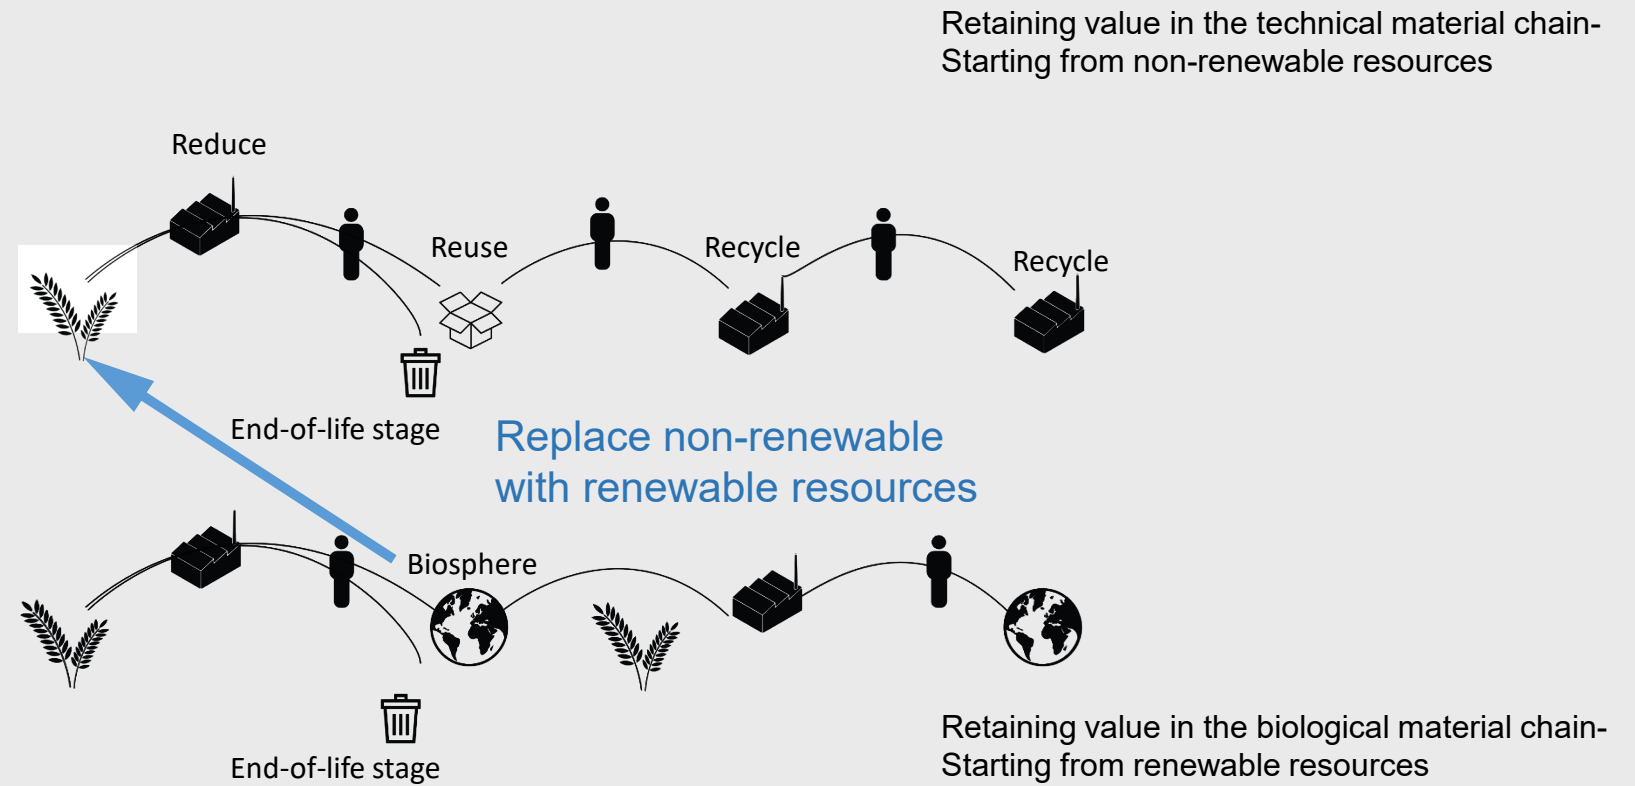 Retaining value in the technical material chain-
Starting from non-renewable resources
Reduce
Reuse
Recycle
Recycle
End-of-life stage
Replace non-renewable
with renewable resources
Biosphere
End-of-life stage
Retaining value in the biological material chain-
Starting from renewable resources